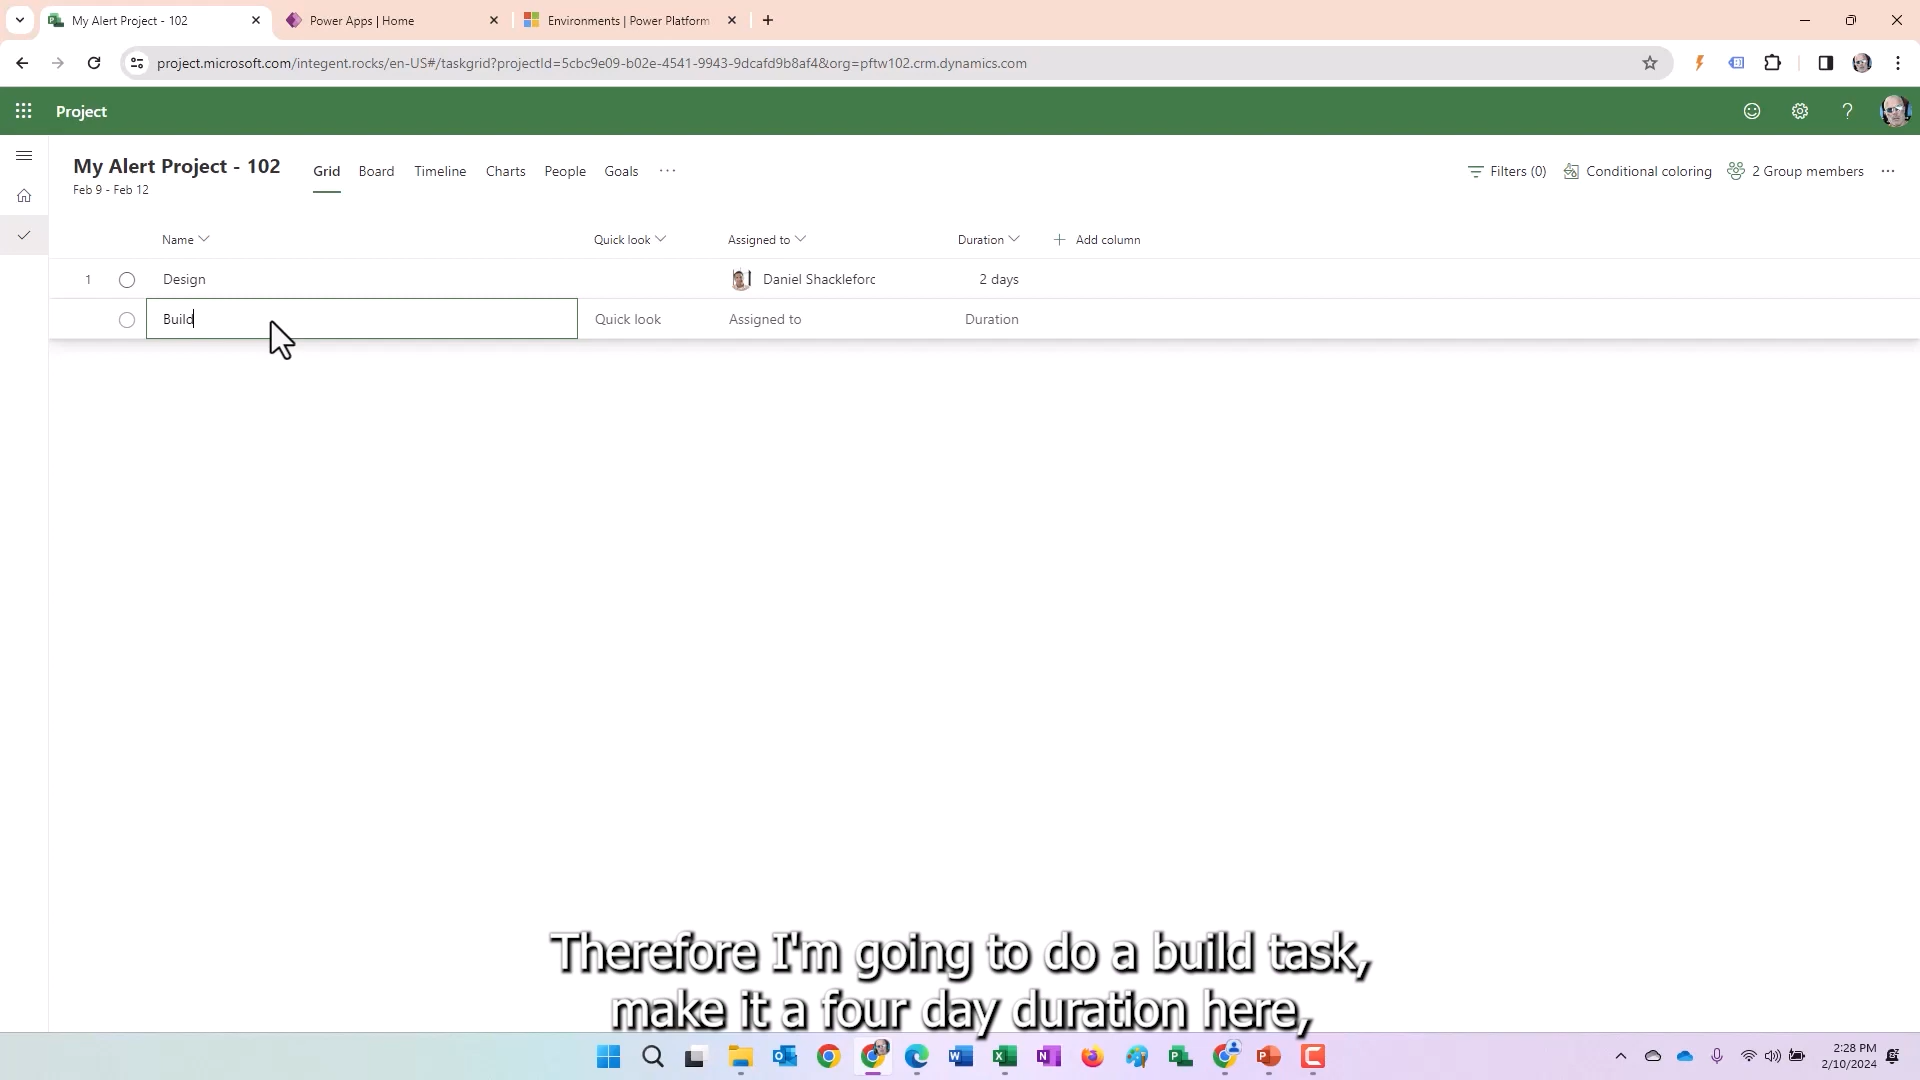 My Alert Project - 102
Power Apps | Home
Environments | Power Platform
project.microsoft.com/integent.rocks/en-US#/taskgrid?projectId=5cbc9e09-b02e-4541-9943-9dcafd9b8af4&org=pftw102.crm.dynamics.com
Project
My Alert Project - 102
Feb 9 - Feb 12
Grid Board Timeline Charts People Goals ···
Filters (0) Conditional coloring 2 Group members ···
Name Quick look Assigned to Duration + Add column
1 Design Daniel Shackleforc 2 days
Build Quick look Assigned to Duration
Therefore I'm going to do a build task,
make it a four day duration here,
2:28 PM
2/10/2024